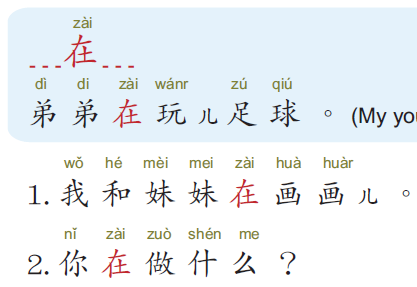 zài
---在---
dì di zài wánr zú qiú
弟弟在玩儿足球。(My you
wǒ hé mèi mei zài huà huàr
1. 我和妹妹在画画儿。
nǐ zài zuò shén me
2. 你在做什么？